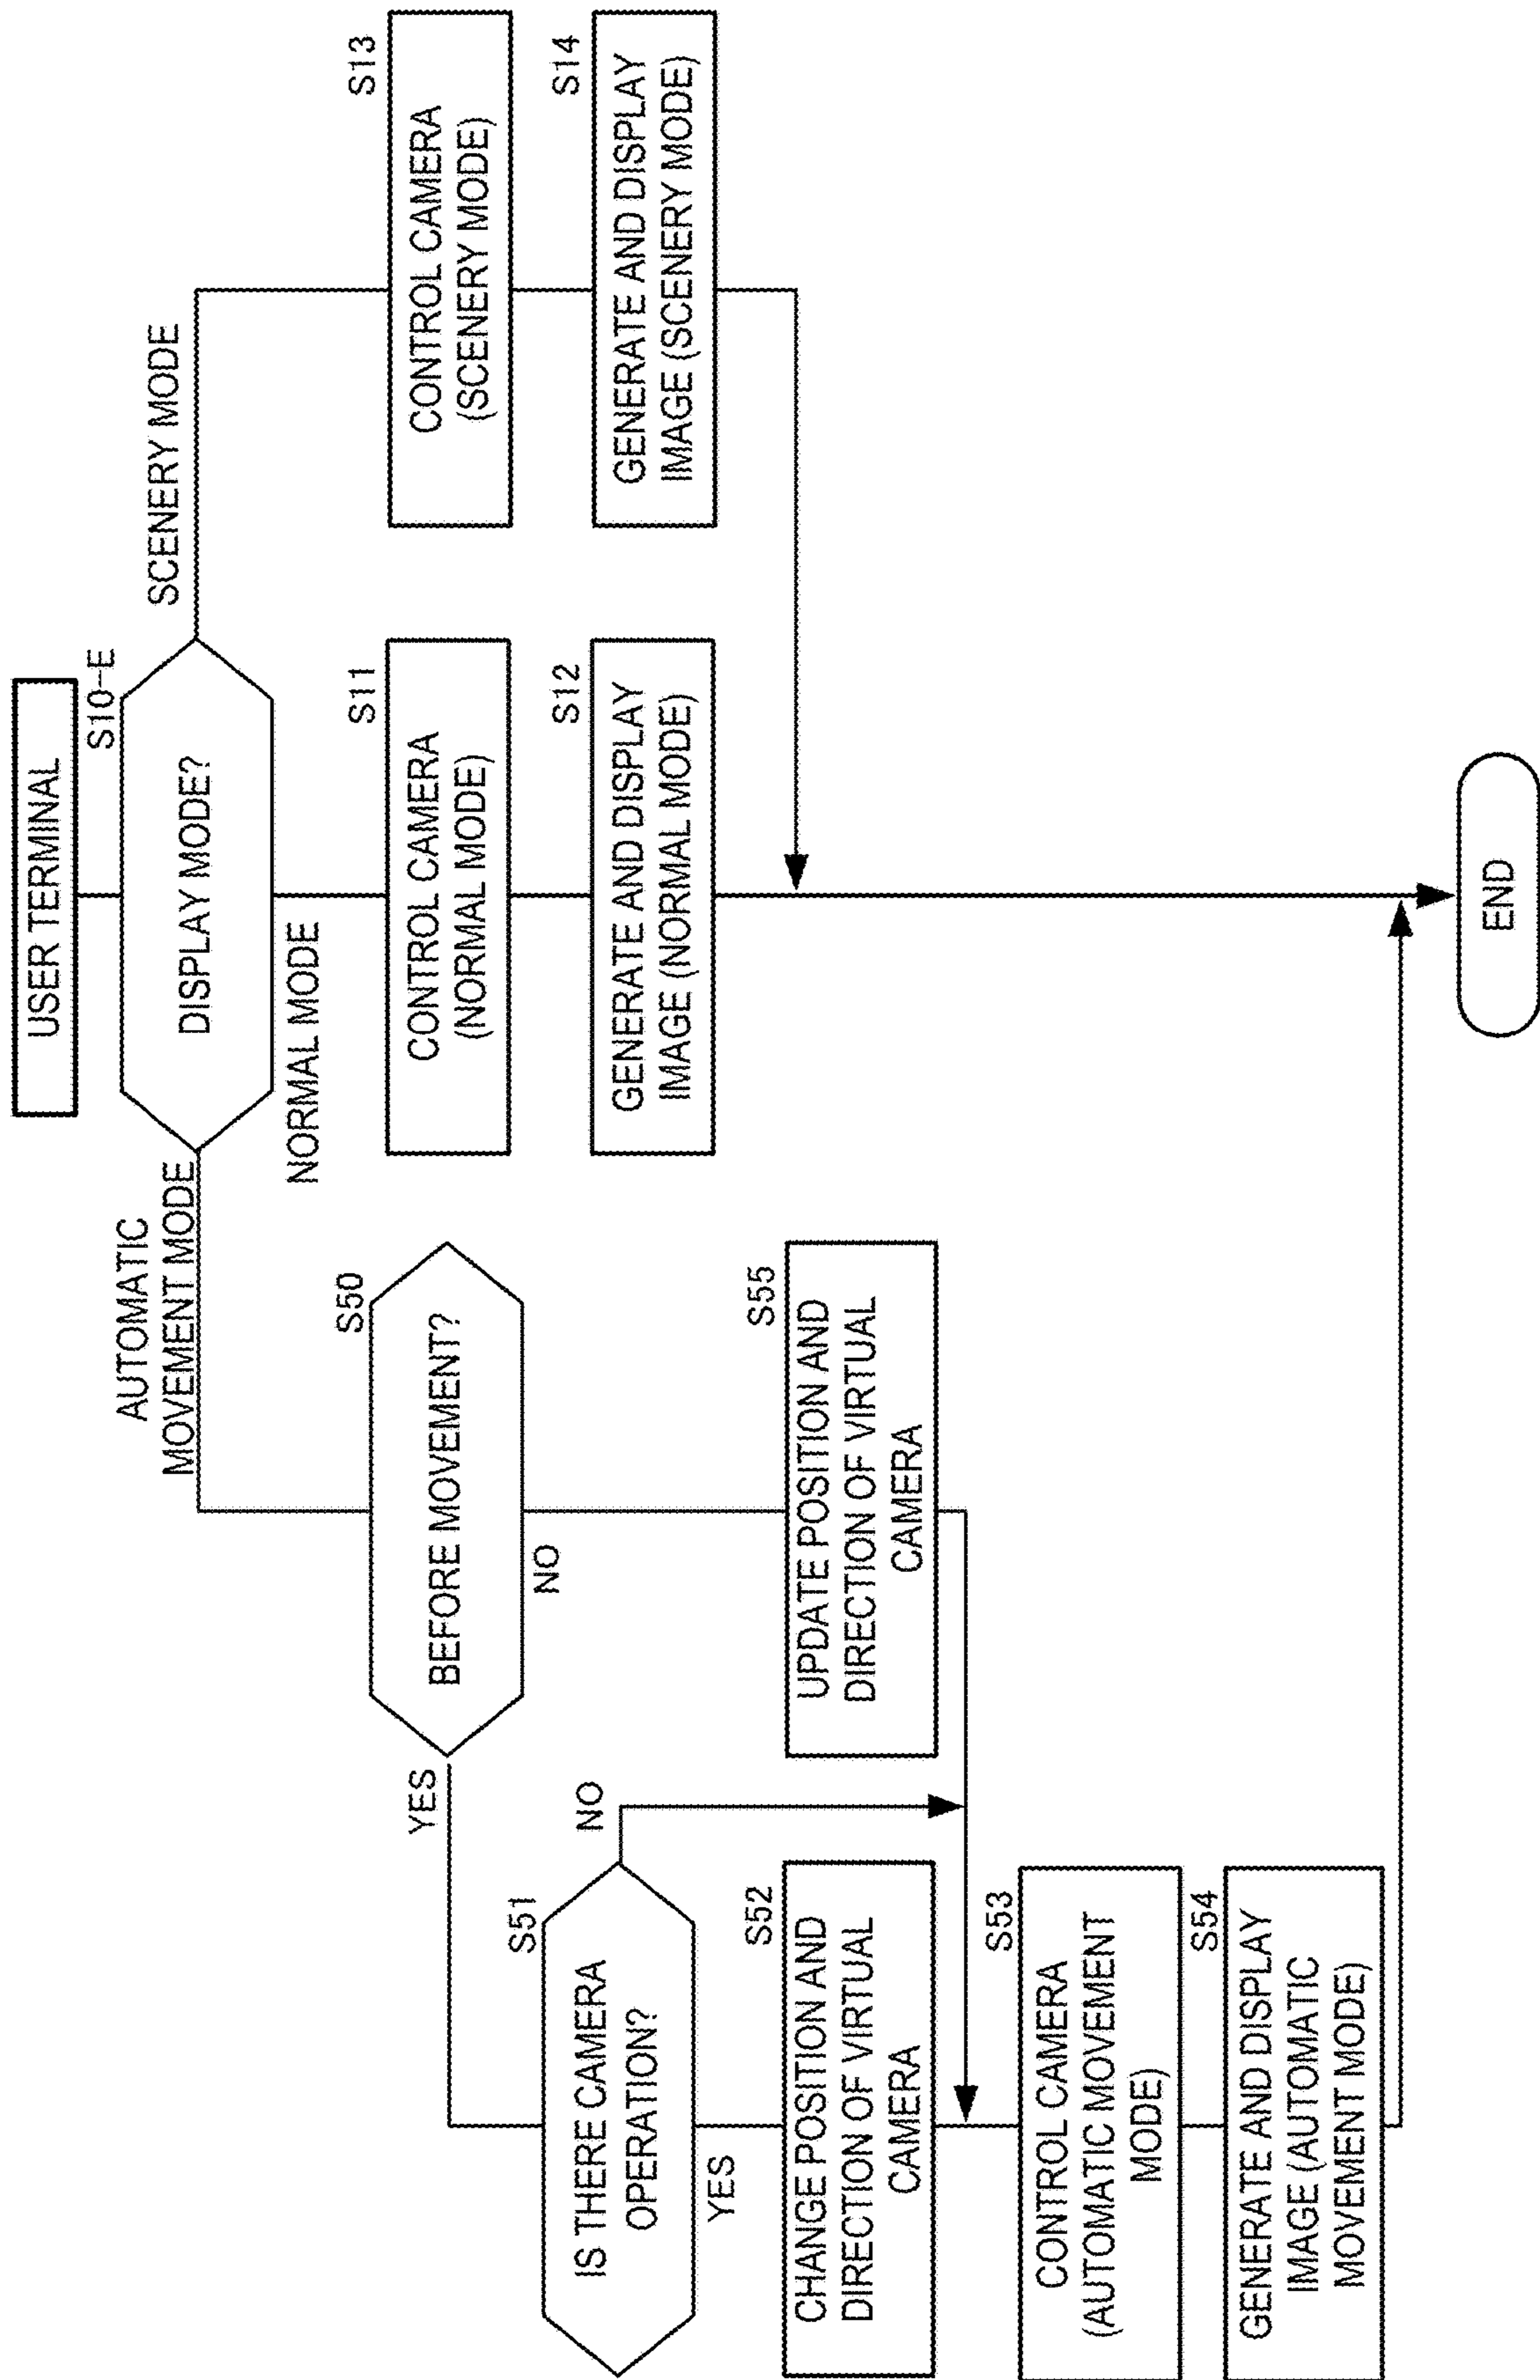 USER TERMINAL
S10-E
DISPLAY MODE?
AUTOMATIC
MOVEMENT MODE
NORMAL MODE
SCENERY MODE
S50
BEFORE MOVEMENT?
YES
NO
S51
IS THERE CAMERA
OPERATION?
NO
YES
S52
CHANGE POSITION AND
DIRECTION OF VIRTUAL
CAMERA
S55
UPDATE POSITION AND
DIRECTION OF VIRTUAL
CAMERA
S53
CONTROL CAMERA
(AUTOMATIC MOVEMENT
MODE)
S54
GENERATE AND DISPLAY
IMAGE (AUTOMATIC
MOVEMENT MODE)
S11
CONTROL CAMERA
(NORMAL MODE)
S12
GENERATE AND DISPLAY
IMAGE (NORMAL MODE)
S13
CONTROL CAMERA
(SCENERY MODE)
S14
GENERATE AND DISPLAY
IMAGE (SCENERY MODE)
END